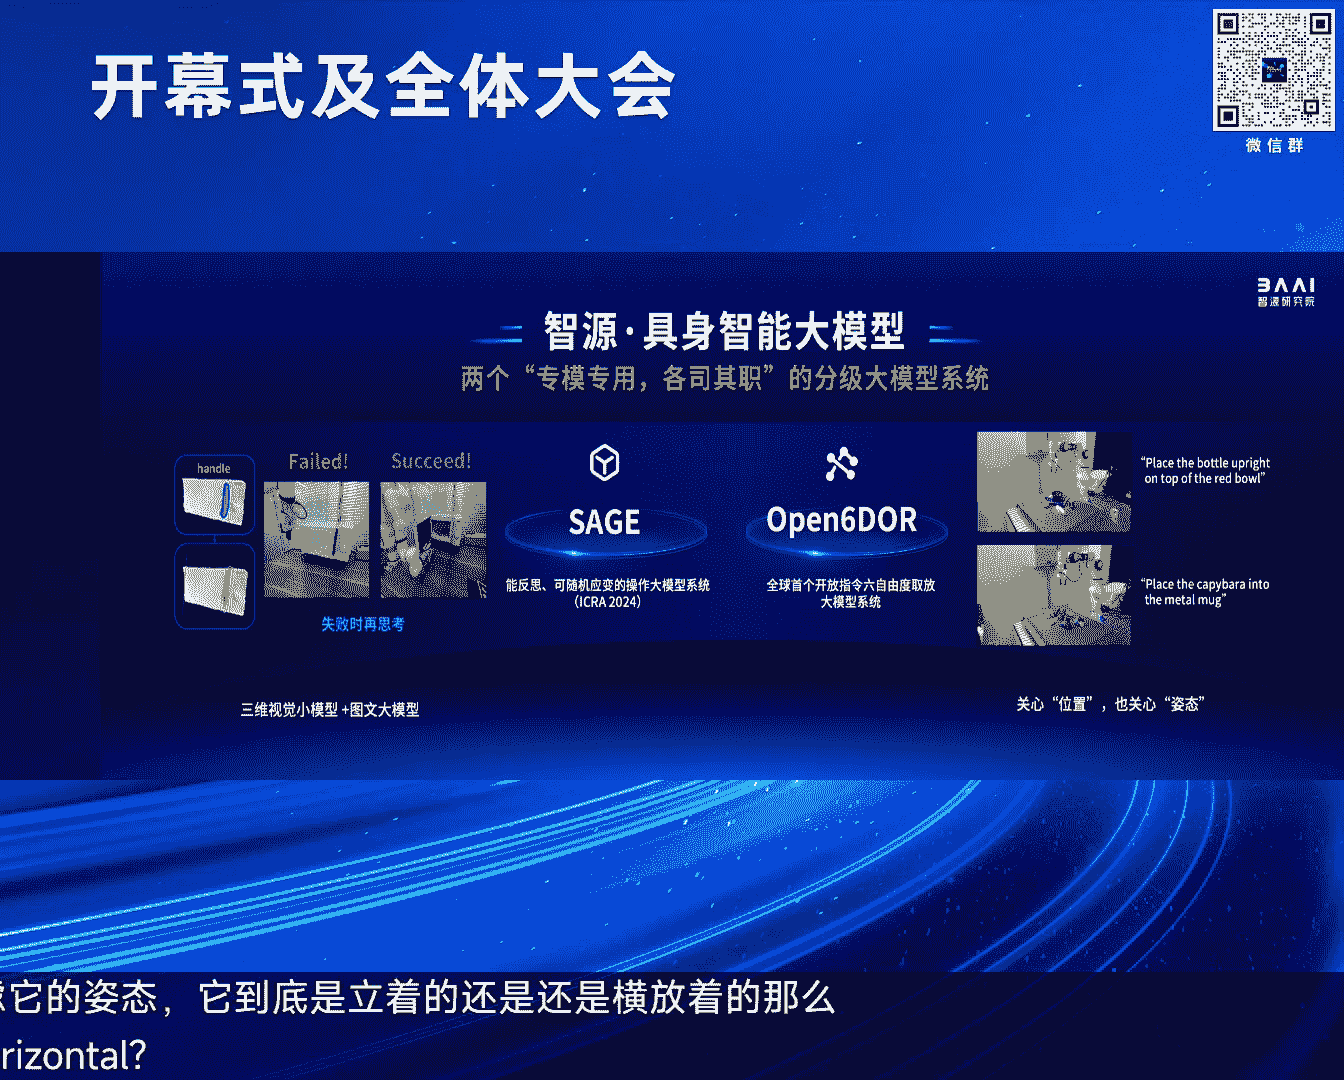 开幕式及全体大会
微信群
BAAI
智源研究院
智源·具身智能大模型
两个“专模专用，各司其职”的分级大模型系统
handle
Failed!
Succeed!
失败时再思考
三维视觉小模型+图文大模型
SAGE
能反思、可随机应变的操作大模型系统
（ICRA 2024）
Open6DOR
全球首个开放指令六自由度取放
大模型系统
“Place the bottle upright
on top of the red bowl”
“Place the capybara into
the metal mug”
关心“位置”，也关心“姿态”
它的姿态，它到底是立着的还是还是横放着的那么
rizontal?